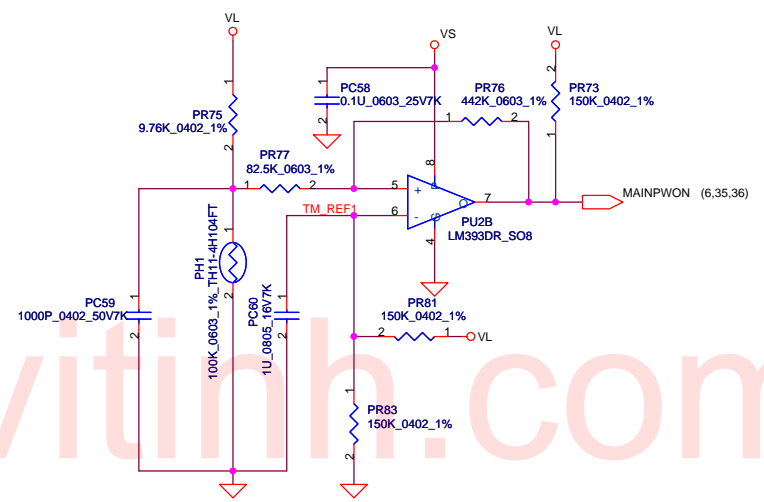 VL
VS
VL
PC58
0.1U_0603_25V7K
1
2
PR76
442K_0603_1%
1
2
PR73
150K_0402_1%
2
1
PR75
9.76K_0402_1%
1
2
PR77
82.5K_0603_1%
1
2
5
+
8
P
O
7
MAINPWON (6,35,36)
TM_REF1
6
-
G
4
PU2B
LM393DR_SO8
PH1
100K_0603_1%_TH11-4H104FT
1
2
PC59
1000P_0402_50V7K
1
2
PC60
1U_0805_16V7K
1
2
PR81
150K_0402_1%
2
1
VL
PR83
150K_0402_1%
1
2
vitinh.com